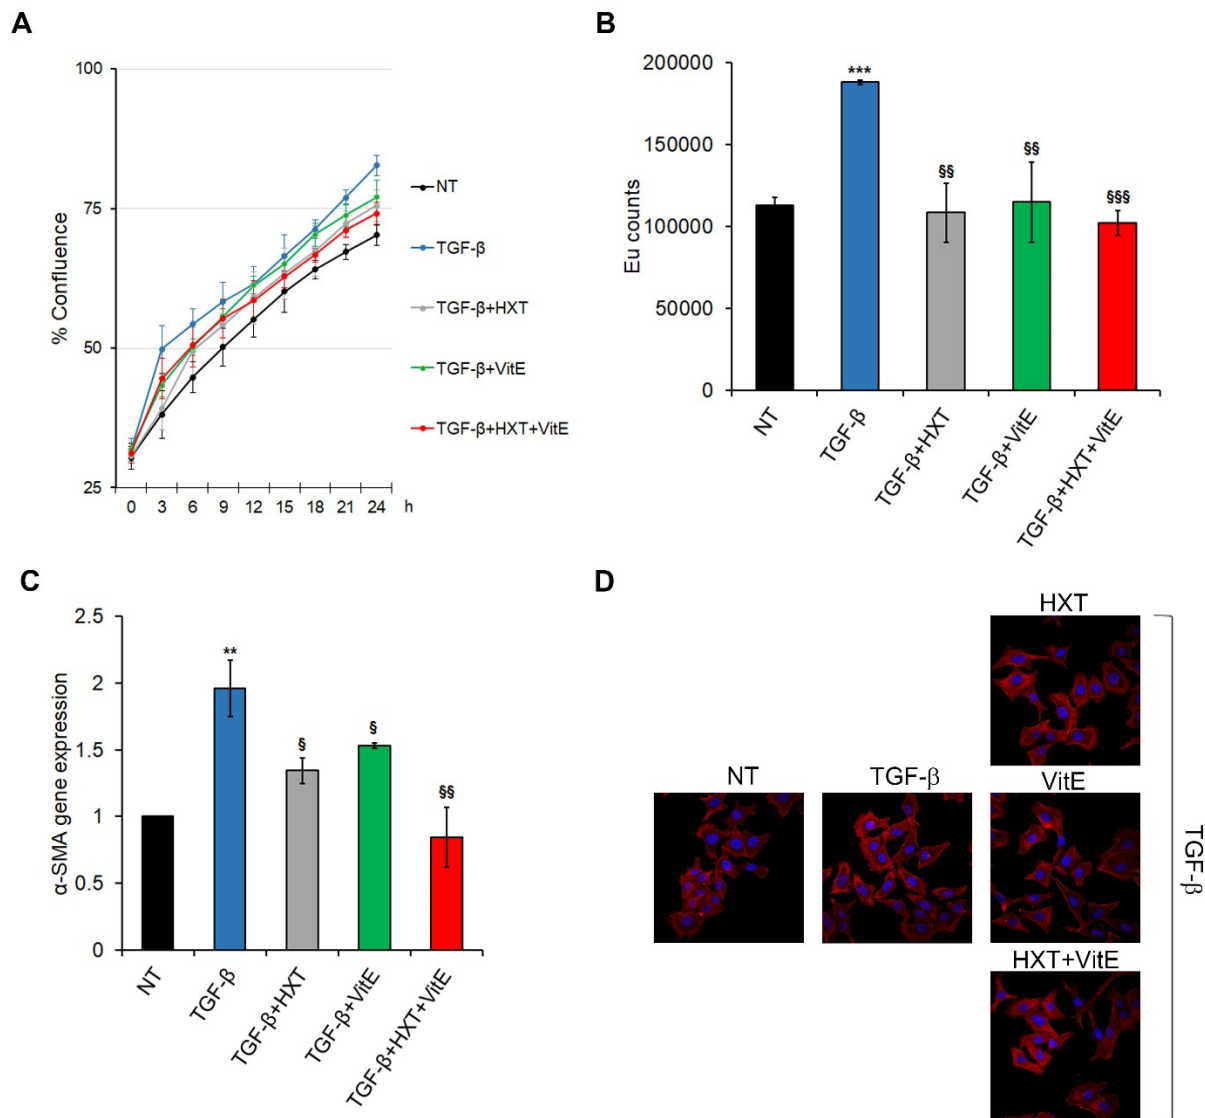 A
100
75
50
25
% Confluence
0 3 6 9 12 15 18 21 24 h
NT
TGF-β
TGF-β+HXT
TGF-β+VitE
TGF-β+HXT+VitE
B
200000
150000
100000
50000
0
Eu counts
***
§§
§§
§§§
NT
TGF-β
TGF-β+HXT
TGF-β+VitE
TGF-β+HXT+VitE
C
2.5
2
1.5
1
0.5
0
α-SMA gene expression
**
§
§
§§
NT
TGF-β
TGF-β+HXT
TGF-β+VitE
TGF-β+HXT+VitE
D
HXT
NT
TGF-β
VitE
HXT+VitE
TGF-β